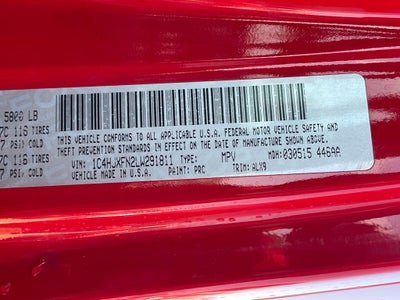 5800 LB
7C 116 TIRES
7 PSI/ COLD
7C 116 TIRES
7 PSI/ COLD
THIS VEHICLE CONFORMS TO ALL APPLICABLE U.S.A. FEDERAL MOTOR VEHICLE SAFETY AND
THEFT PREVENTION STANDARDS IN EFFECT ON THE DATE OF MANUFACTURE SHOWN ABOVE.
VIN: 1C4HJXFN2LW291811 TYPE: MPV MDH: 030515 446AA
VEHICLE MADE IN U.S.A. PAINT: PRC TRIM: ALX9